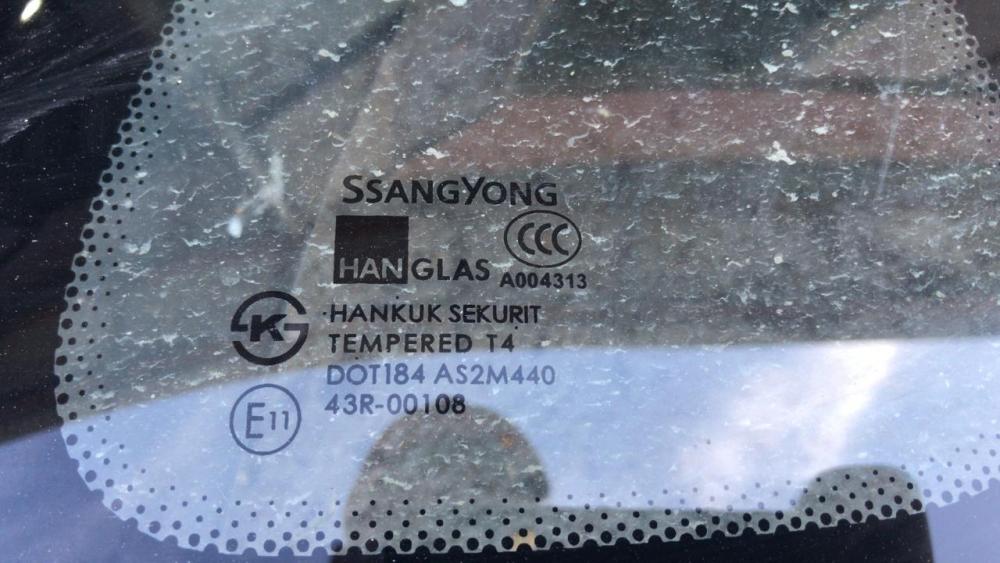 SSANGYONG
CCC
HANGLAS A004313
K
HANKUK SEKURIT
TEMPERED T4
DOT184 AS2M440
E11 43R-00108